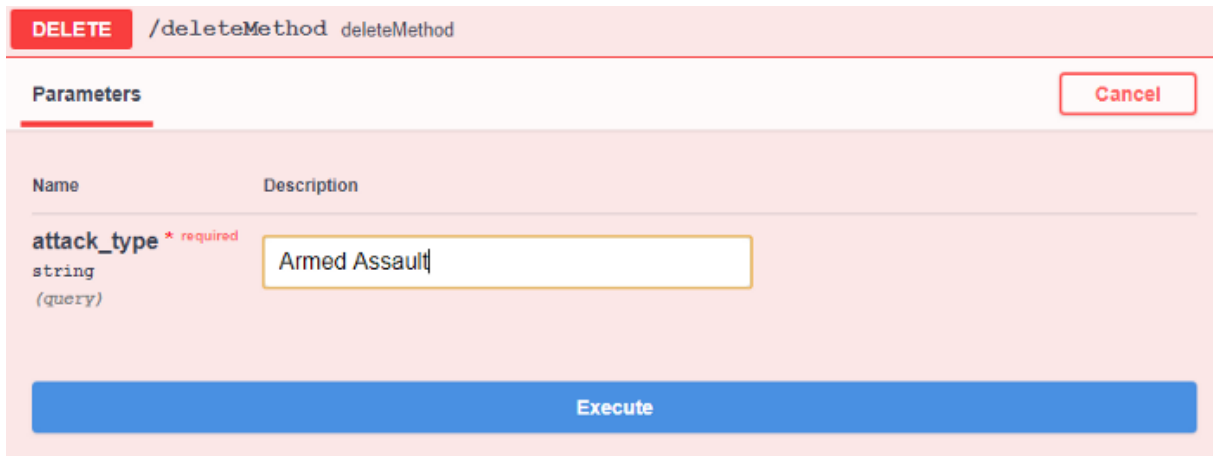 DELETE /deleteMethod deleteMethod
Parameters Cancel
Name Description
attack_type * required
string
(query)
Armed Assault
Execute